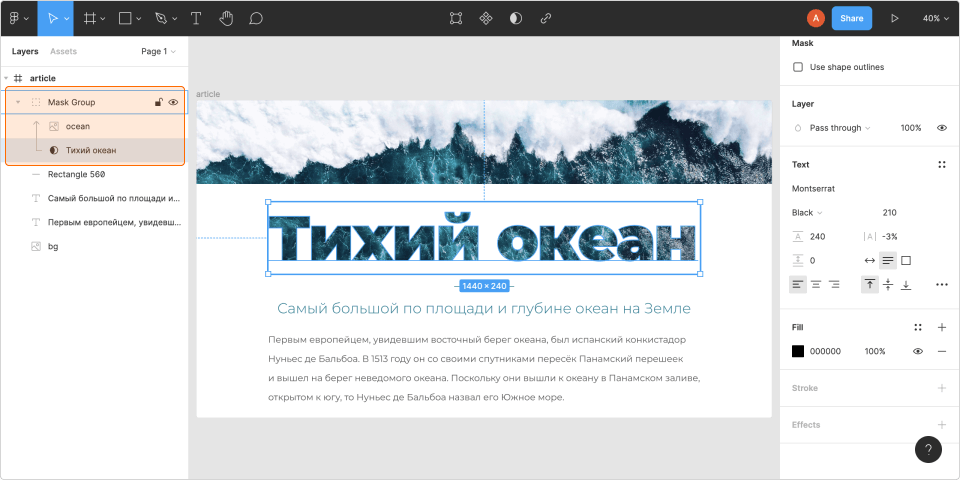 A
Share
40%
Layers
Assets
Page 1
article
Mask Group
ocean
Тихий океан
Rectangle 560
Самый большой по площади и...
Первым европейцем, увидевш...
bg
article
Тихий океан
1440 × 240
Самый большой по площади и глубине океан на Земле
Первым европейцем, увидевшим восточный берег океана, был испанский конкистадор
Нуньес де Бальбоа. В 1513 году он со своими спутниками пересёк Панамский перешеек
и вышел на берег неведомого океана. Поскольку они вышли к океану в Панамском заливе,
открытом к югу, то Нуньес де Бальбоа назвал его Южное море.
Mask
Use shape outlines
Layer
Pass through
100%
Text
Montserrat
Black
210
240
-3%
0
Fill
000000
100%
Stroke
Effects
?